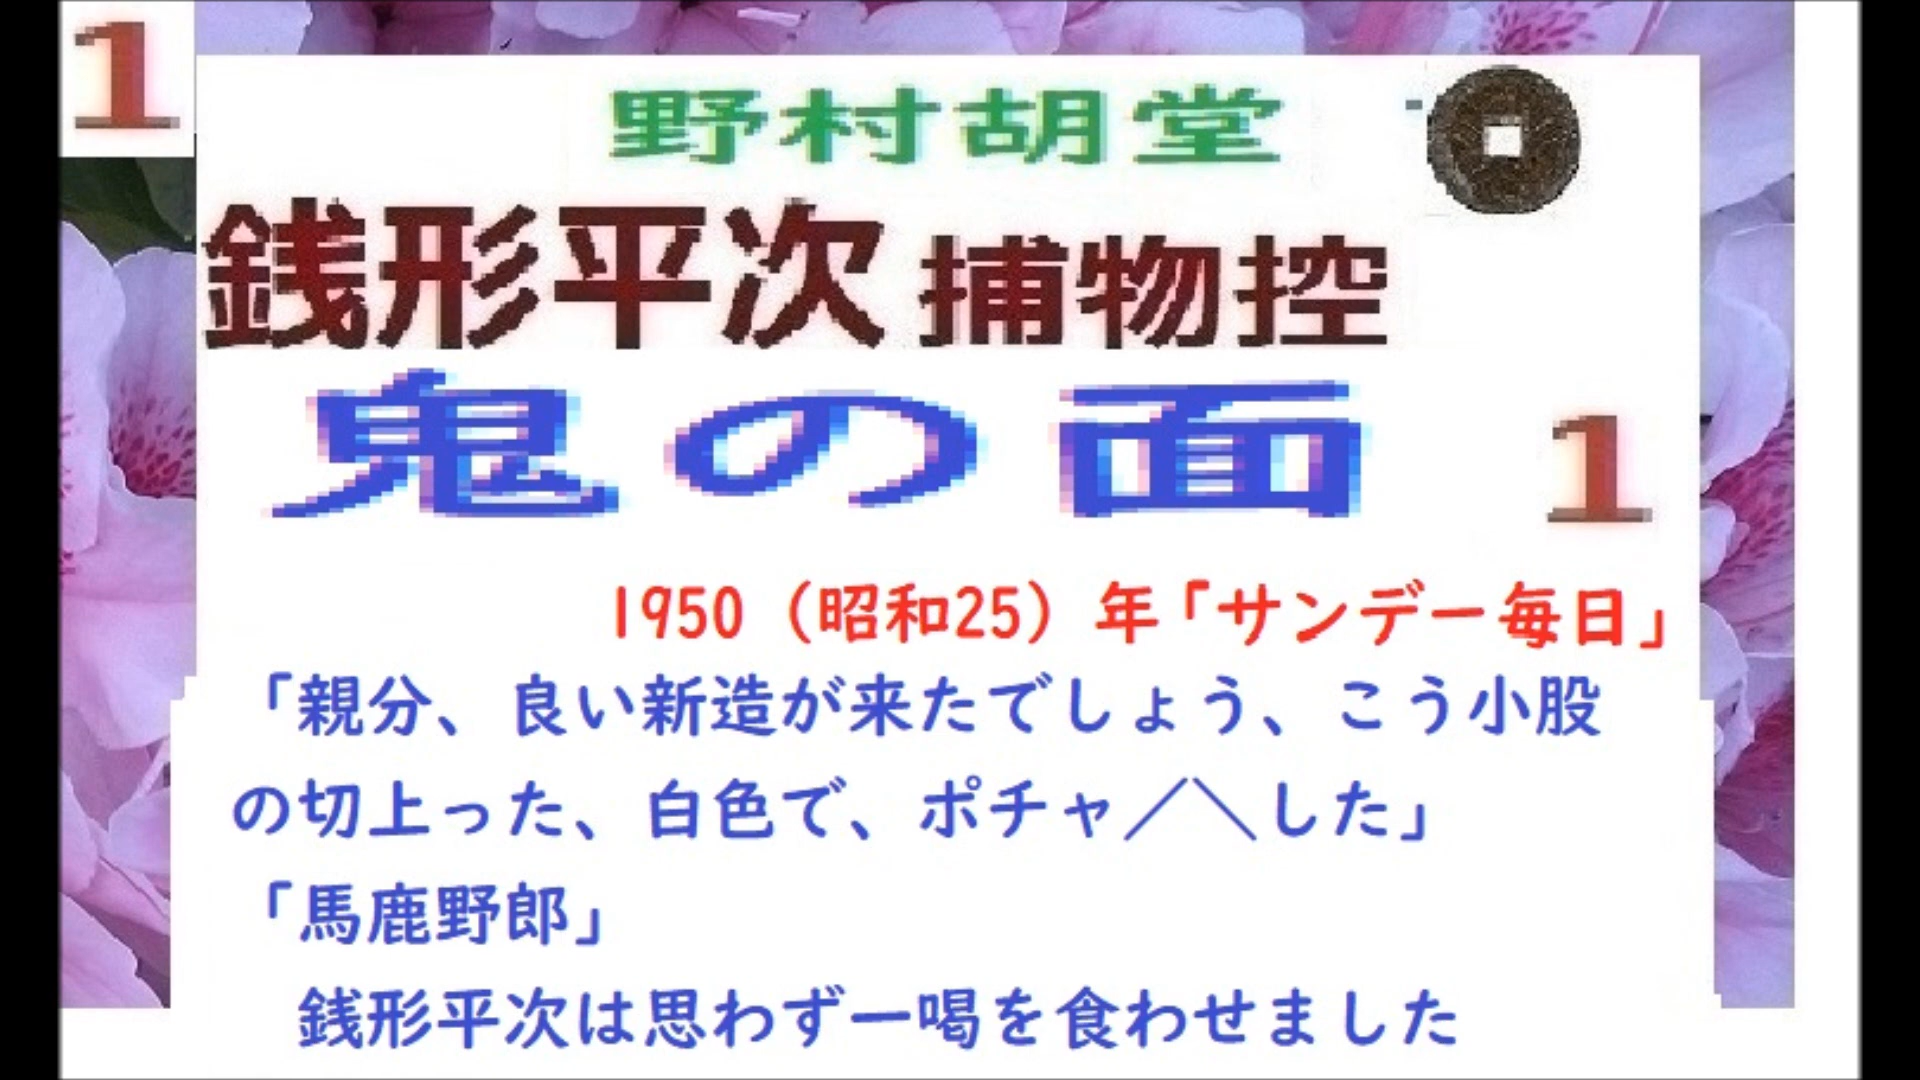 1
野村胡堂
銭形平次 捕物控
鬼の面 1
1950（昭和25）年「サンデー毎日」
「親分、良い新造が来たでしょう、こう小股
の切上った、白色で、ポチャ／＼した」
「馬鹿野郎」
銭形平次は思わず一喝を食わせました